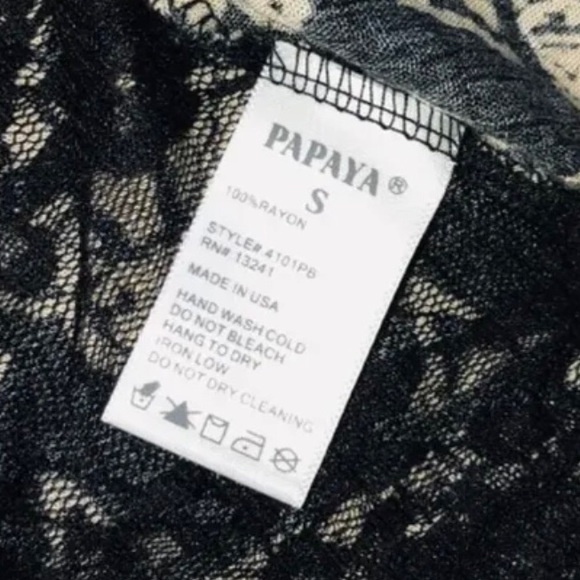 PAPAYA®
S
100%RAYON
STYLE# 4101PB
RN# 13241
MADE IN USA
HAND WASH COLD
DO NOT BLEACH
HANG TO DRY
IRON LOW
DO NOT DRY CLEANING